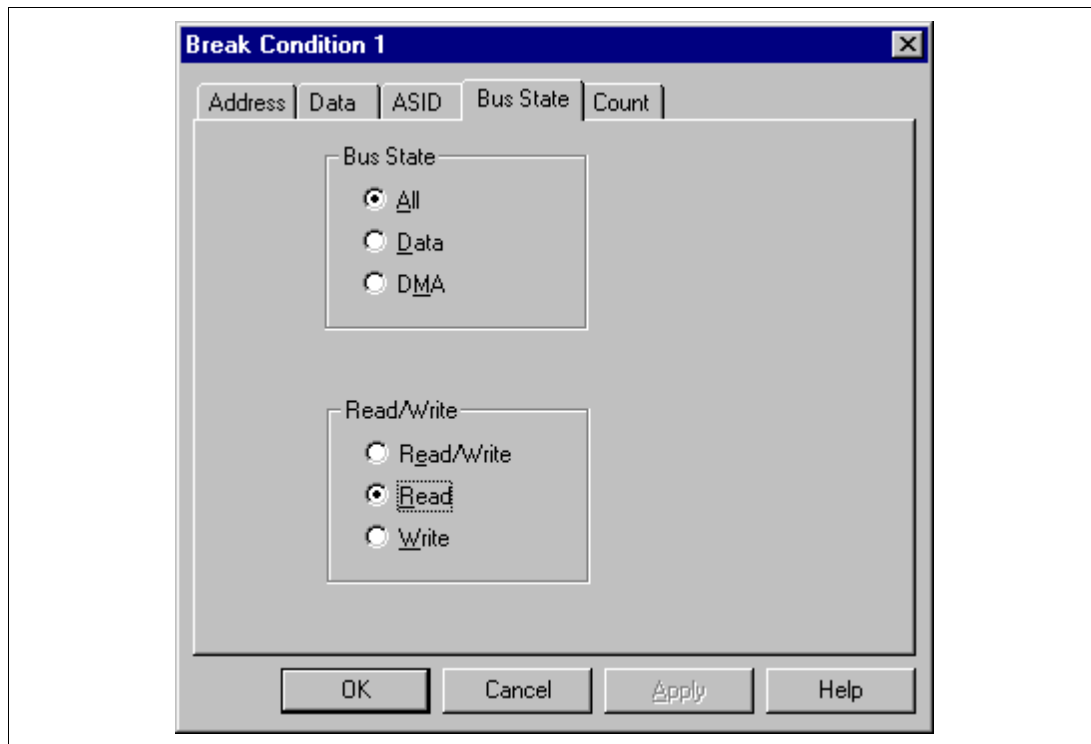 Break Condition 1
Address Data ASID Bus State Count
Bus State
All
Data
DMA
Read/Write
Read/Write
Read
Write
OK Cancel Apply Help